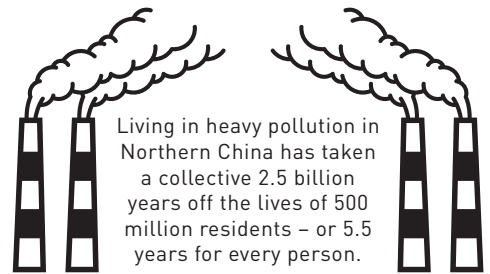 Living in heavy pollution in
Northern China has taken
a collective 2.5 billion
years off the lives of 500
million residents – or 5.5
years for every person.